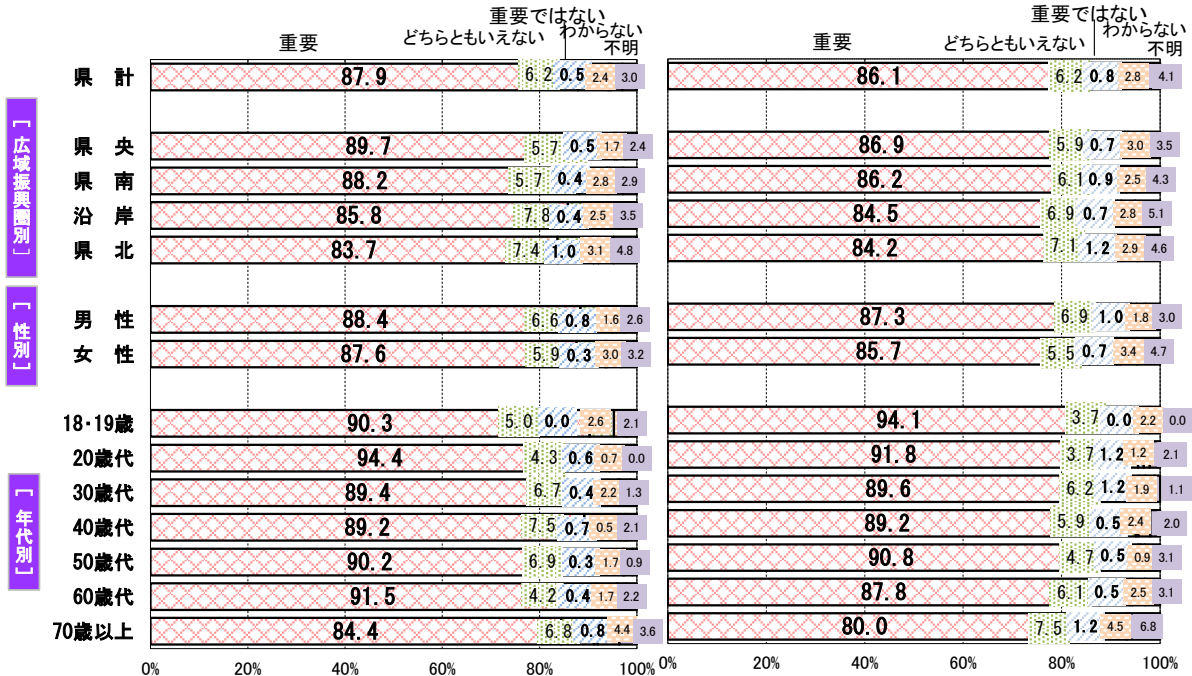 重要ではない 重要ではない
重要 どちらともいえない わからない 重要 どちらともいえない わからない
不明 不明
県 計 87.9 6.2 0.5 2.4 3.0 86.1 6.2 0.8 2.8 4.1
[広域振興圏別]
県 央 89.7 5.7 0.5 1.7 2.4 86.9 5.9 0.7 3.0 3.5
県 南 88.2 5.7 0.4 2.8 2.9 86.2 6.1 0.9 2.5 4.3
沿 岸 85.8 7.8 0.4 2.5 3.5 84.5 6.9 0.7 2.8 5.1
県 北 83.7 7.4 1.0 3.1 4.8 84.2 7.1 1.2 2.9 4.6
[性別]
男 性 88.4 6.6 0.8 1.6 2.6 87.3 6.9 1.0 1.8 3.0
女 性 87.6 5.9 0.3 3.0 3.2 85.7 5.5 0.7 3.4 4.7
[年代別]
18・19歳 90.3 5.0 0.0 2.6 2.1 94.1 3.7 0.0 2.2 0.0
20歳代 94.4 4.3 0.6 0.7 0.0 91.8 3.7 1.2 1.2 2.1
30歳代 89.4 6.7 0.4 2.2 1.3 89.6 6.2 1.2 1.9 1.1
40歳代 89.2 7.5 0.7 0.5 2.1 89.2 5.9 0.5 2.4 2.0
50歳代 90.2 6.9 0.3 1.7 0.9 90.8 4.7 0.5 0.9 3.1
60歳代 91.5 4.2 0.4 1.7 2.2 87.8 6.1 0.5 2.5 3.1
70歳以上 84.4 6.8 0.8 4.4 3.6 80.0 7.5 1.2 4.5 6.8
0% 20% 40% 60% 80% 100% 0% 20% 40% 60% 80% 100%